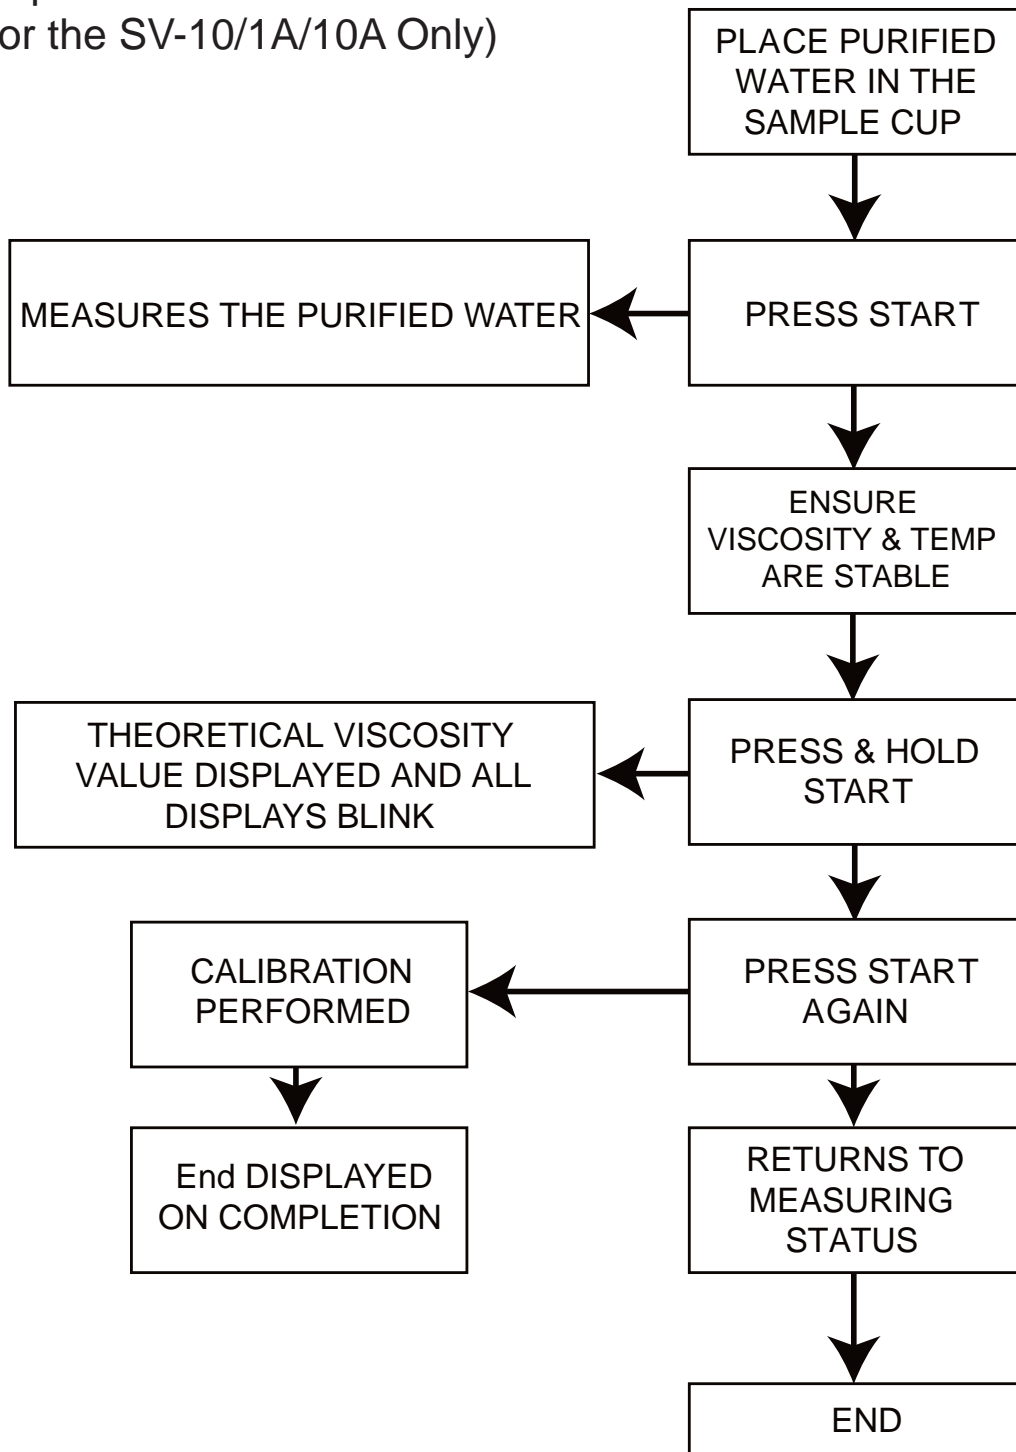 or the SV-10/1A/10A Only)
PLACE PURIFIED
WATER IN THE
SAMPLE CUP
MEASURES THE PURIFIED WATER
PRESS START
ENSURE
VISCOSITY & TEMP
ARE STABLE
THEORETICAL VISCOSITY
VALUE DISPLAYED AND ALL
DISPLAYS BLINK
PRESS & HOLD
START
CALIBRATION
PERFORMED
PRESS START
AGAIN
End DISPLAYED
ON COMPLETION
RETURNS TO
MEASURING
STATUS
END